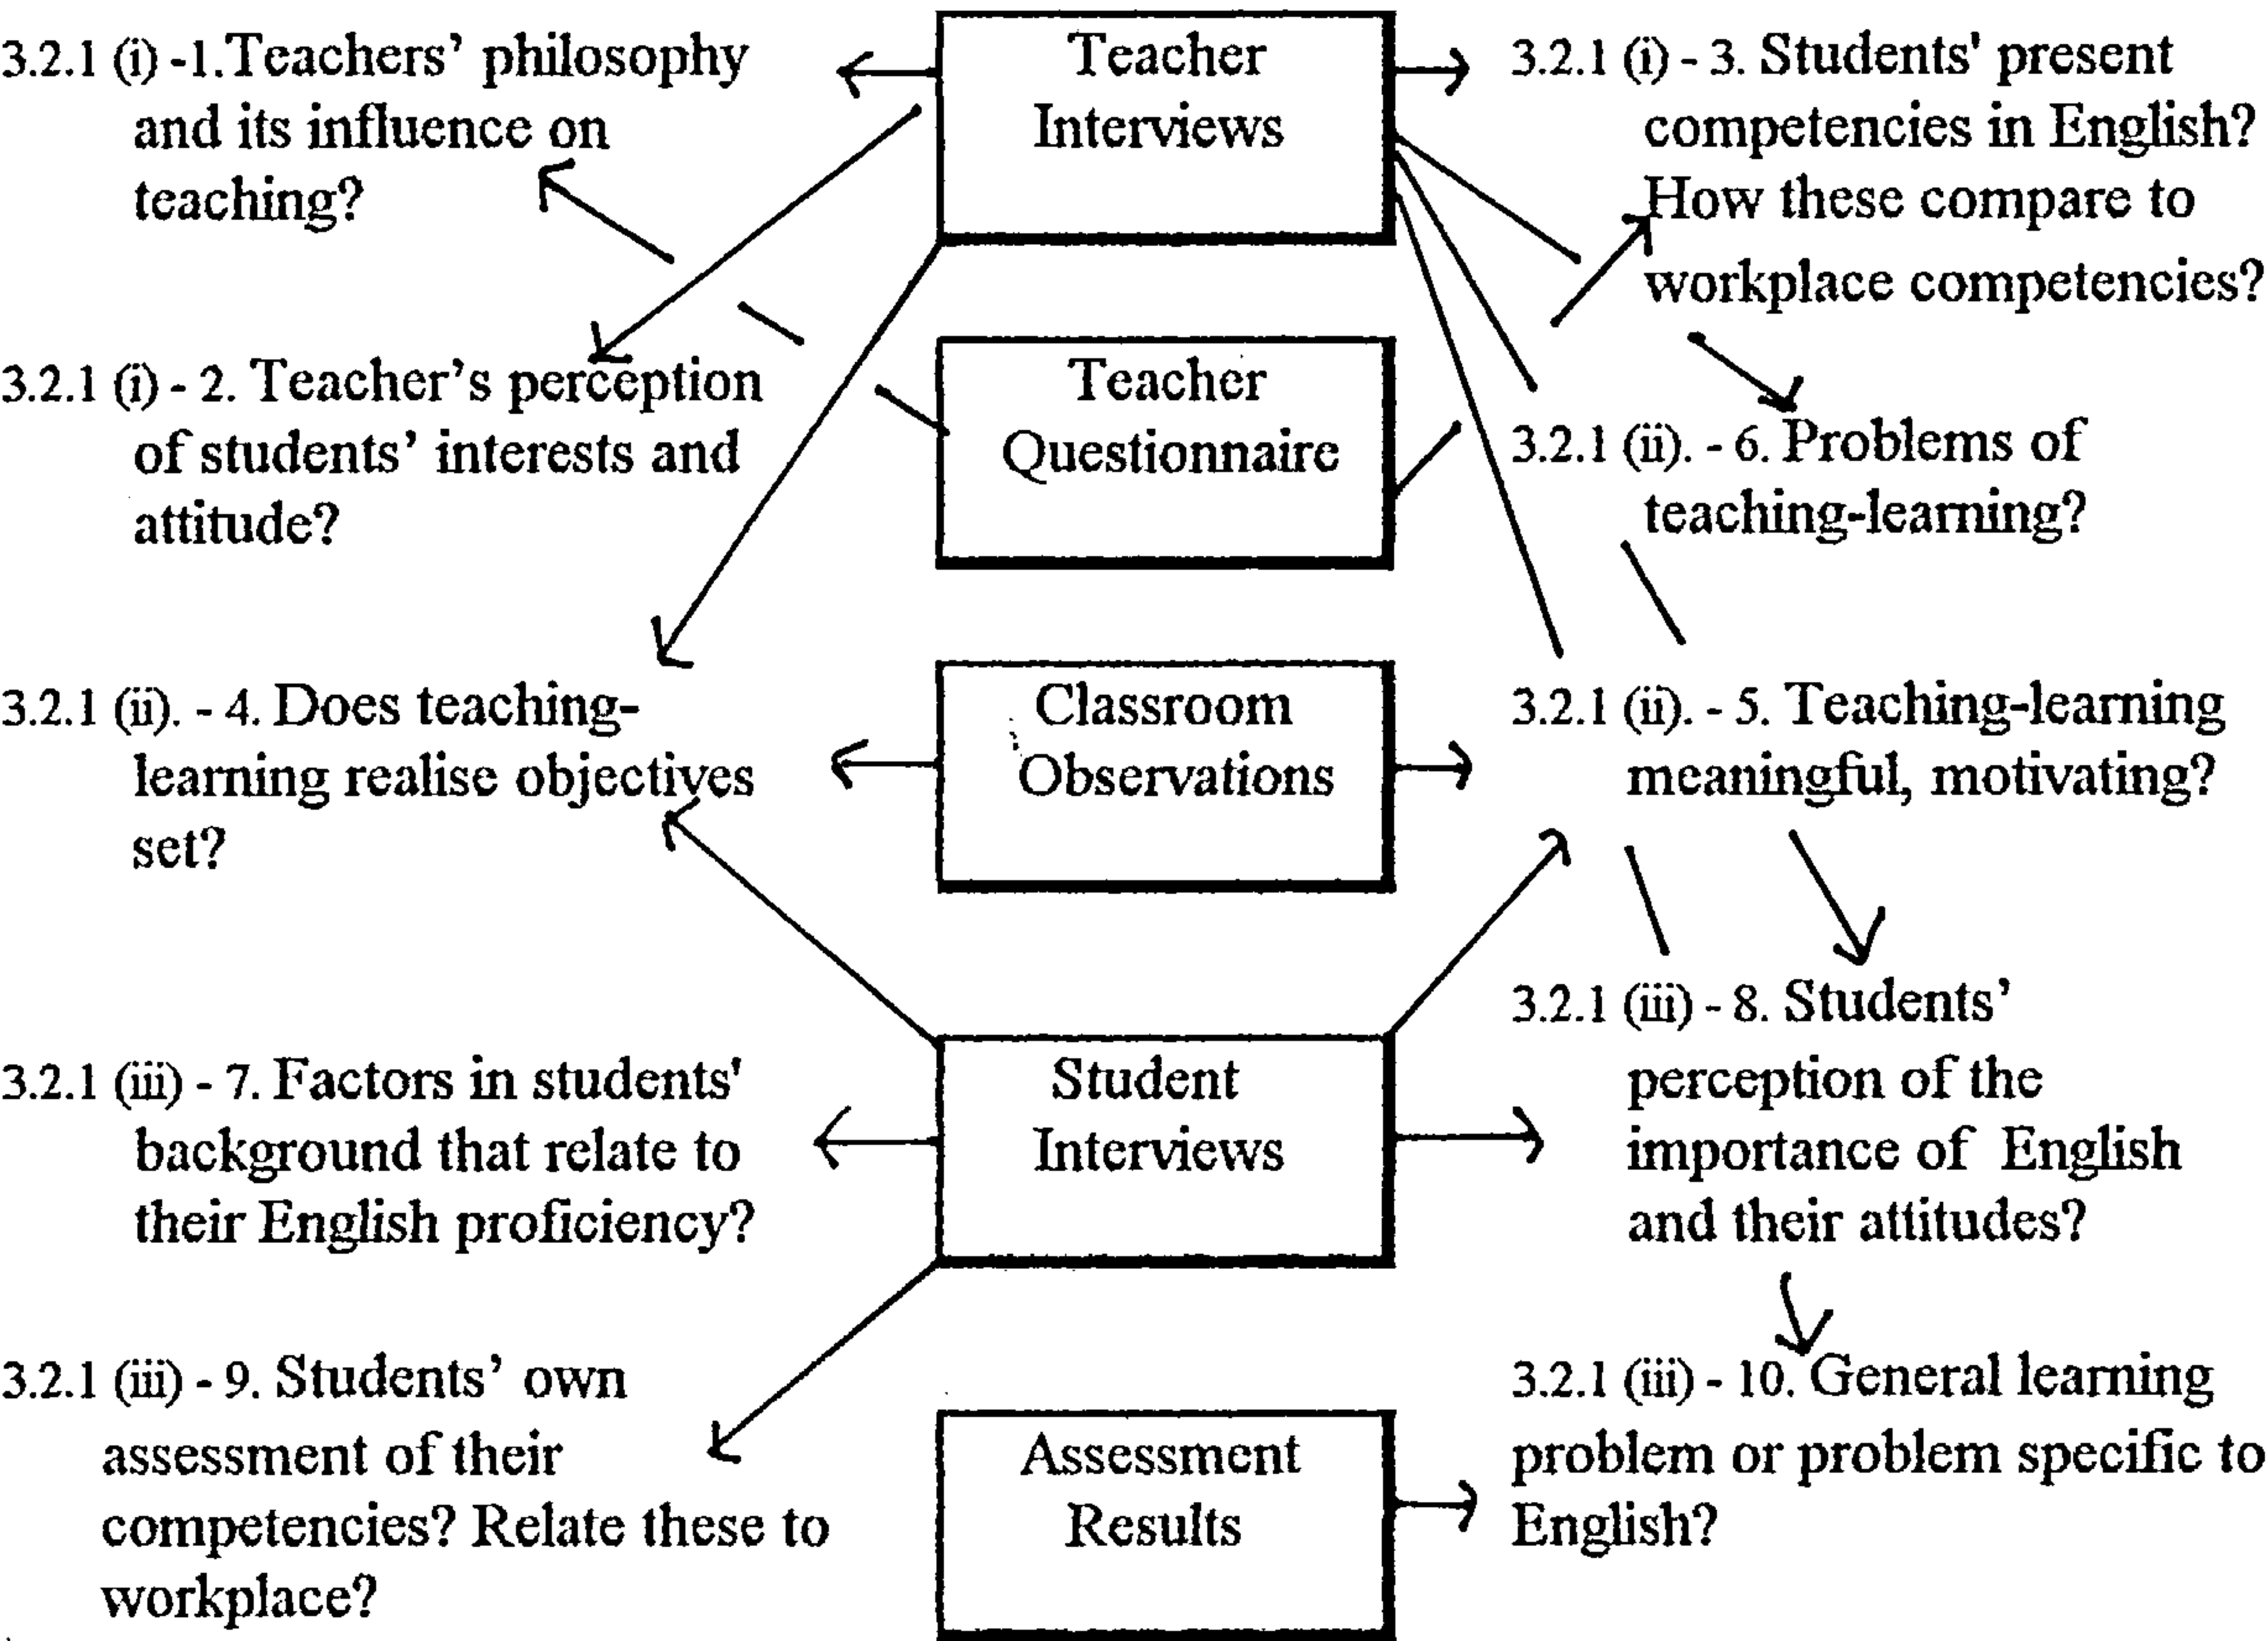 3.2.1 (i) -1.Teachers’ philosophy
and its influence on
teaching?
Teacher
Interviews
3.2.1 (i) - 3. Students' present
competencies in English?
How these compare to
workplace competencies?
3.2.1 (i) - 2. Teacher’s perception
of students’ interests and
attitude?
Teacher
Questionnaire
3.2.1 (ii). - 6. Problems of
teaching-learning?
3.2.1 (ii). - 4. Does teaching-
learning realise objectives
set?
Classroom
Observations
3.2.1 (ii). - 5. Teaching-learning
meaningful, motivating?
3.2.1 (iii) - 7. Factors in students'
background that relate to
their English proficiency?
Student
Interviews
3.2.1 (iii) - 8. Students’
perception of the
importance of English
and their attitudes?
3.2.1 (iii) - 9. Students’ own
assessment of their
competencies? Relate these to
workplace?
Assessment
Results
3.2.1 (iii) - 10. General learning
problem or problem specific to
English?